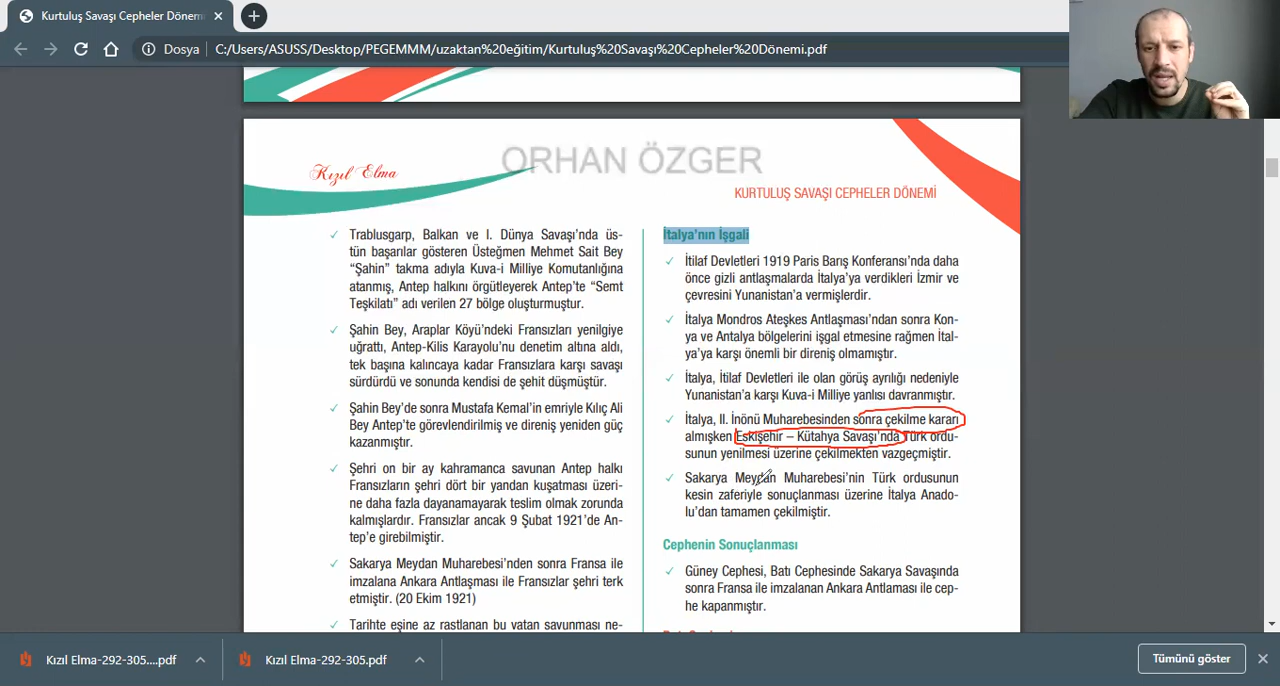 Kurtuluş Savaşı Cepheler Dönemi
Dosya
C:/Users/ASUSS/Desktop/PEGEMMM/uzaktan%20eğitim/Kurtuluş%20Savaşı%20Cepheler%20Dönemi.pdf
Kızıl Elma
ORHAN ÖZGER
KURTULUŞ SAVAŞI CEPHELER DÖNEMİ
Trablusgarp, Balkan ve I. Dünya Savaşı'nda üs-
tün başarılar gösteren Üsteğmen Mehmet Sait Bey
“Şahin” takma adıyla Kuva-i Milliye Komutanlığına
atanmış, Antep halkını örgütleyerek Antep'te “Semt
Teşkilatı” adı verilen 27 bölge oluşturmuştur.
Şahin Bey, Araplar Köyü'ndeki Fransızları yenilgiye
uğrattı, Antep-Kilis Karayolu'nu denetim altına aldı,
tek başına kalıncaya kadar Fransızlara karşı savaşı
sürdürdü ve sonunda kendisi de şehit düşmüştür.
Şahin Bey'de sonra Mustafa Kemal'in emriyle Kılıç Ali
Bey Antep'te görevlendirilmiş ve direniş yeniden güç
kazanmıştır.
Şehri on bir ay kahramanca savunan Antep halkı
Fransızların şehri dört bir yandan kuşatması üzeri-
ne daha fazla dayanamayarak teslim olmak zorunda
kalmışlardır. Fransızlar ancak 9 Şubat 1921'de An-
tep'e girebilmiştir.
Sakarya Meydan Muharebesi'nden sonra Fransa ile
imzalana Ankara Antlaşması ile Fransızlar şehri terk
etmiştir. (20 Ekim 1921)
Tarihte eşine az rastlanan bu vatan savunması ne-
İtalya'nın İşgali
İtilaf Devletleri 1919 Paris Barış Konferansı'nda daha
önce gizli antlaşmalarda İtalya'ya verdikleri İzmir ve
çevresini Yunanistan'a vermişlerdir.
İtalya Mondros Ateşkes Antlaşması'ndan sonra Kon-
ya ve Antalya bölgelerini işgal etmesine rağmen İtal-
ya'ya karşı önemli bir direniş olmamıştır.
İtalya, İtilaf Devletleri ile olan görüş ayrılığı nedeniyle
Yunanistan'a karşı Kuva-i Milliye yanlısı davranmıştır.
İtalya, II. İnönü Muharebesinden sonra çekilme kararı
almışken Eskişehir – Kütahya Savaşı'nda Türk ordu-
sunun yenilmesi üzerine çekilmekten vazgeçmiştir.
Sakarya Meydan Muharebesi'nin Türk ordusunun
kesin zaferiyle sonuçlanması üzerine İtalya Anado-
lu'dan tamamen çekilmiştir.
Cephenin Sonuçlanması
Güney Cephesi, Batı Cephesinde Sakarya Savaşında
sonra Fransa ile imzalanan Ankara Antlaması ile cep-
he kapanmıştır.
Kızıl Elma-292-305....pdf
Kızıl Elma-292-305.pdf
Tümünü göster